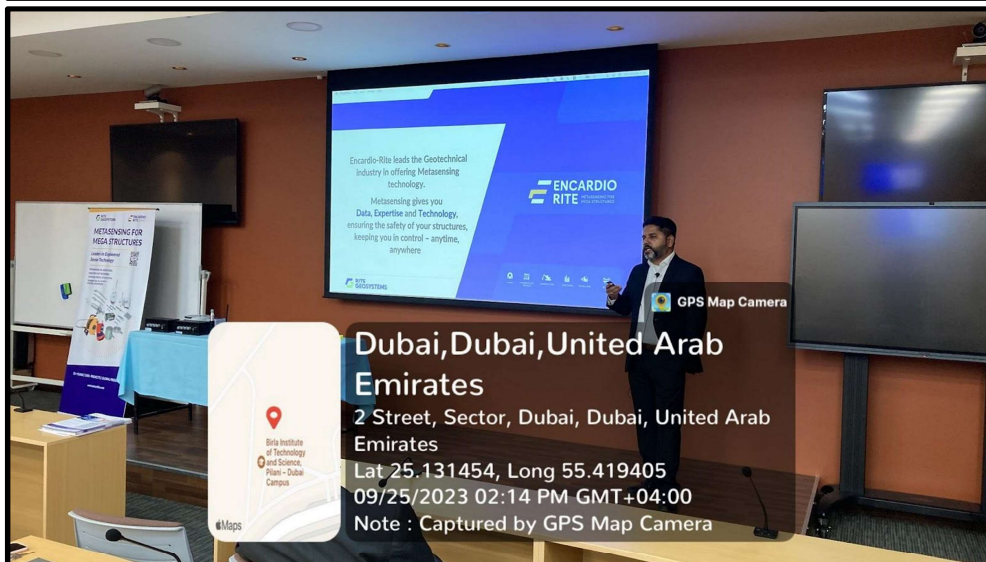 Encardio-Rite leads the Geotechnical
industry in offering Metasensing
technology.
Metasensing gives you
Data, Expertise and Technology,
ensuring the safety of your structures,
keeping you in control – anytime,
anywhere
ENCARDIO
RITE
METASENSING FOR
MEGA STRUCTURES
RITE
GEOSYSTEMS
METASENSING FOR
MEGA STRUCTURES
GPS Map Camera
Dubai,Dubai,United Arab
Emirates
2 Street, Sector, Dubai, Dubai, United Arab
Emirates
Lat 25.131454, Long 55.419405
09/25/2023 02:14 PM GMT+04:00
Note : Captured by GPS Map Camera
Birla Institute
of Technology
and Science,
Pilani – Dubai
Campus
Maps